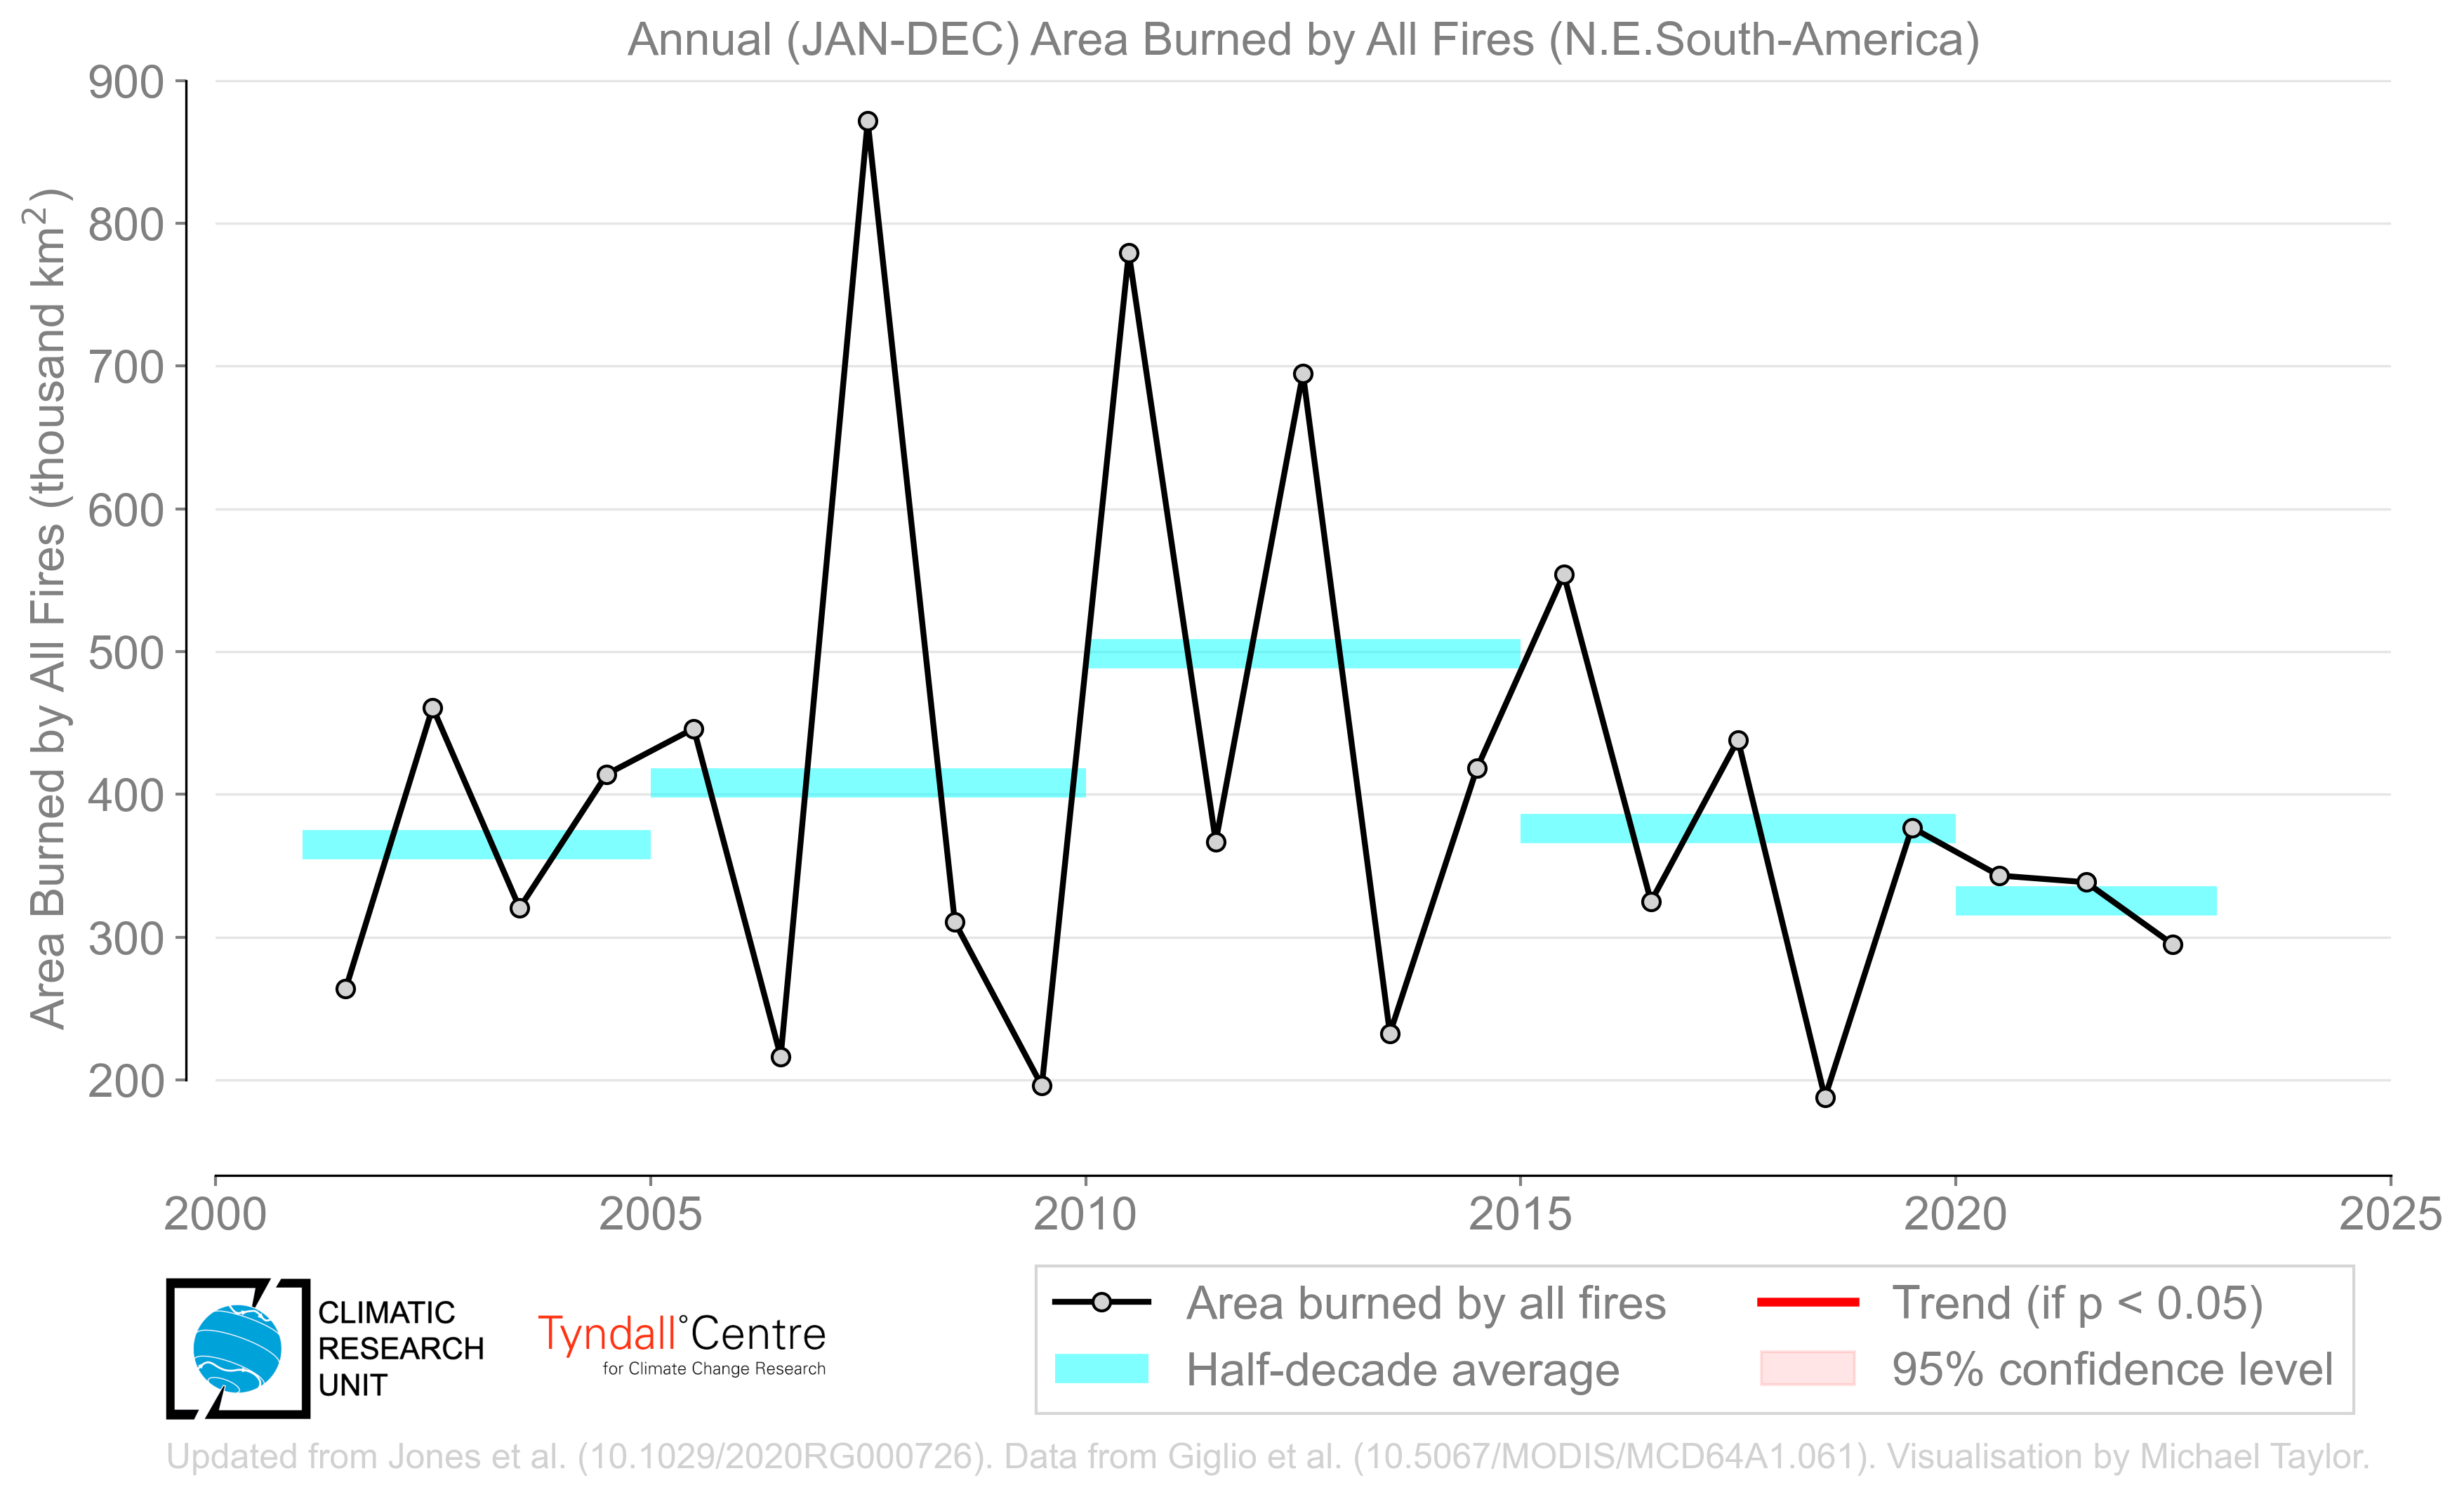 Annual (JAN-DEC) Area Burned by All Fires (N.E.South-America)
Area Burned by All Fires (thousand km²)
900
800
700
600
500
400
300
200
2000 2005 2010 2015 2020 2025
Area burned by all fires
Half-decade average
Trend (if p < 0.05)
95% confidence level
CLIMATIC
RESEARCH
UNIT
Tyndall°Centre
for Climate Change Research
Updated from Jones et al. (10.1029/2020RG000726). Data from Giglio et al. (10.5067/MODIS/MCD64A1.061). Visualisation by Michael Taylor.